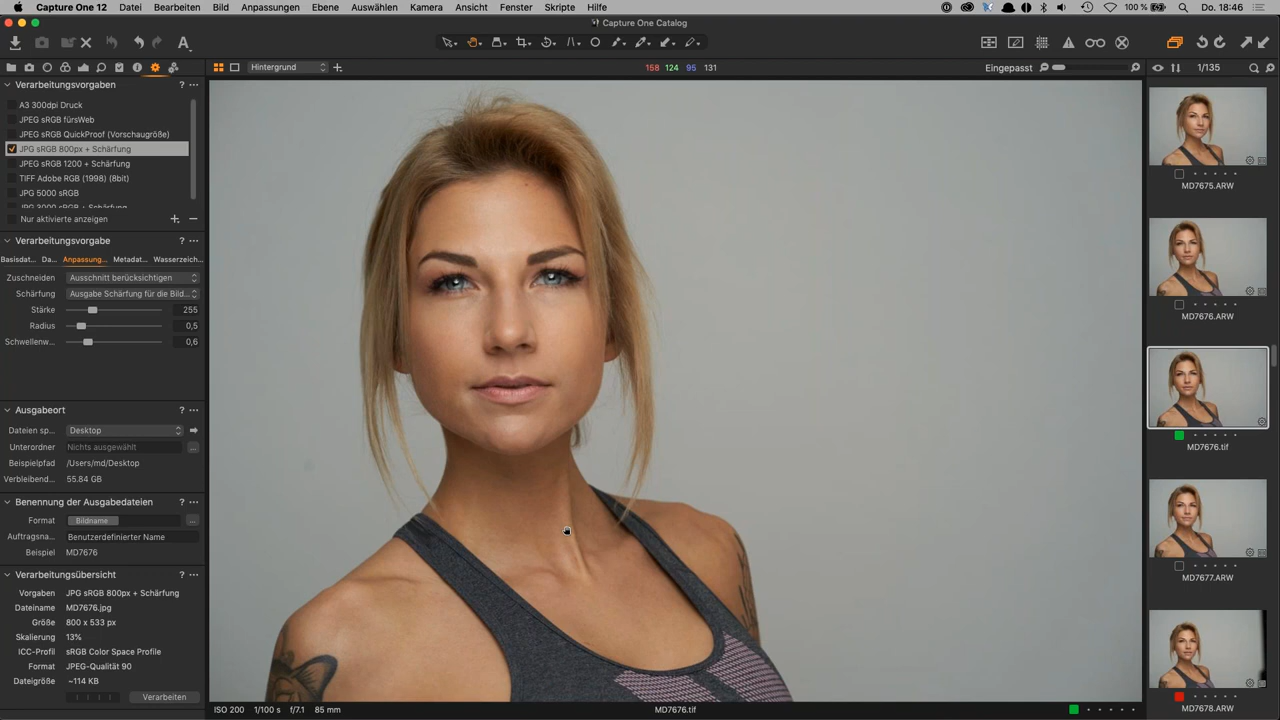 Capture One 12 Datei Bearbeiten Bild Anpassungen Ebene Auswählen Kamera Ansicht Fenster Skripte Hilfe 100 % Do. 18:46
Capture One Catalog
Hintergrund 158 124 95 131 Eingepasst 1/135
Verarbeitungsvorgaben ? ...
A3 300dpi Druck
JPEG sRGB fürsWeb
JPEG sRGB QuickProof (Vorschaugröße)
JPG sRGB 800px + Schärfung
JPEG sRGB 1200 + Schärfung
TIFF Adobe RGB (1998) (8bit)
JPG 5000 sRGB
JPG 3000 sRGB + Schärfung
Nur aktivierte anzeigen
Verarbeitungsvorgabe ? ...
Basisdat... Da... Anpassung... Metadat... Wasserzeich...
Zuschneiden Ausschnitt berücksichtigen
Schärfung Ausgabe Schärfung für die Bild...
Stärke 255
Radius 0,5
Schwellenw... 0,6
Ausgabeort ? ...
Dateien sp... Desktop
Unterordner Nichts ausgewählt ...
Beispielpfad /Users/md/Desktop
Verbleibend... 55.84 GB
Benennung der Ausgabedateien ...
Format Bildname ...
Auftragsna... Benutzerdefinierter Name
Beispiel MD7676
Verarbeitungsübersicht ? ...
Vorgaben JPG sRGB 800px + Schärfung
Dateiname MD7676.jpg
Größe 800 x 533 px
Skalierung 13%
ICC-Profil sRGB Color Space Profile
Format JPEG-Qualität 90
Dateigröße ~114 KB
Verarbeiten
ISO 200 1/100 s f/7.1 85 mm MD7676.tif
MD7675.ARW
MD7676.ARW
MD7676.tif
MD7677.ARW
MD7678.ARW